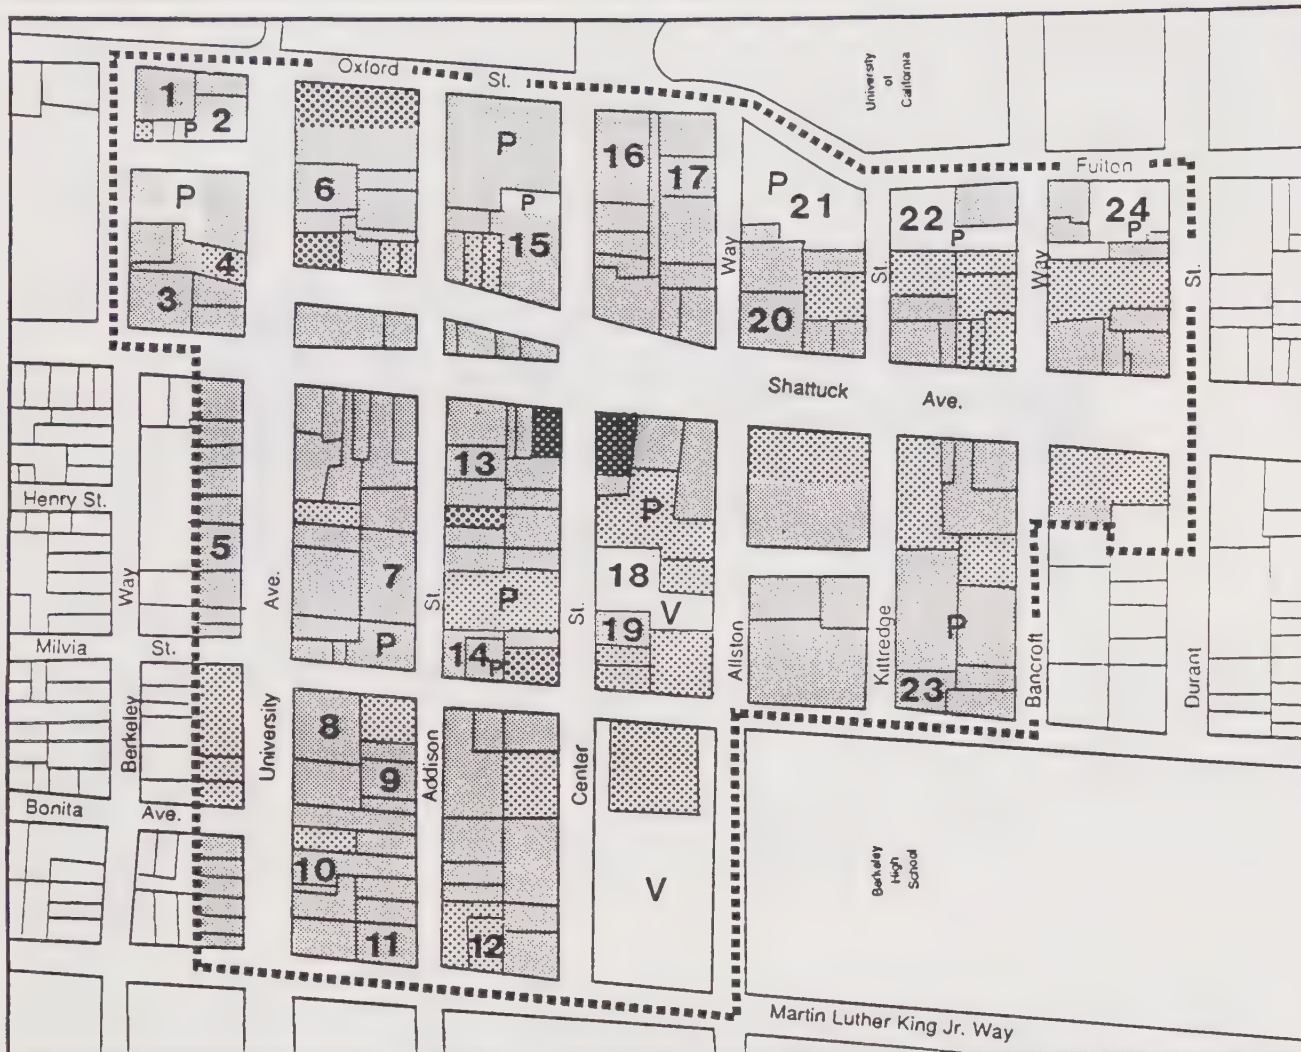 Oxford St.
University
of
California
1
P
2
P
4
3
6
P
P
15
16
17
P
21
22
P
Fulton
24
P
Way
St.
Way
St.
20
Shattuck Ave.
Henry St.
5
Way
Ave.
7
P
13
St.
P
14
P
St.
P
18
V
19
Allston
Kittredge
P
23
Bancroft
Durant
Milvia St.
Berkeley
University
8
9
Addison
Center
10
11
12
V
Bonita Ave.
Berkeley
High
School
Martin Luther King Jr. Way